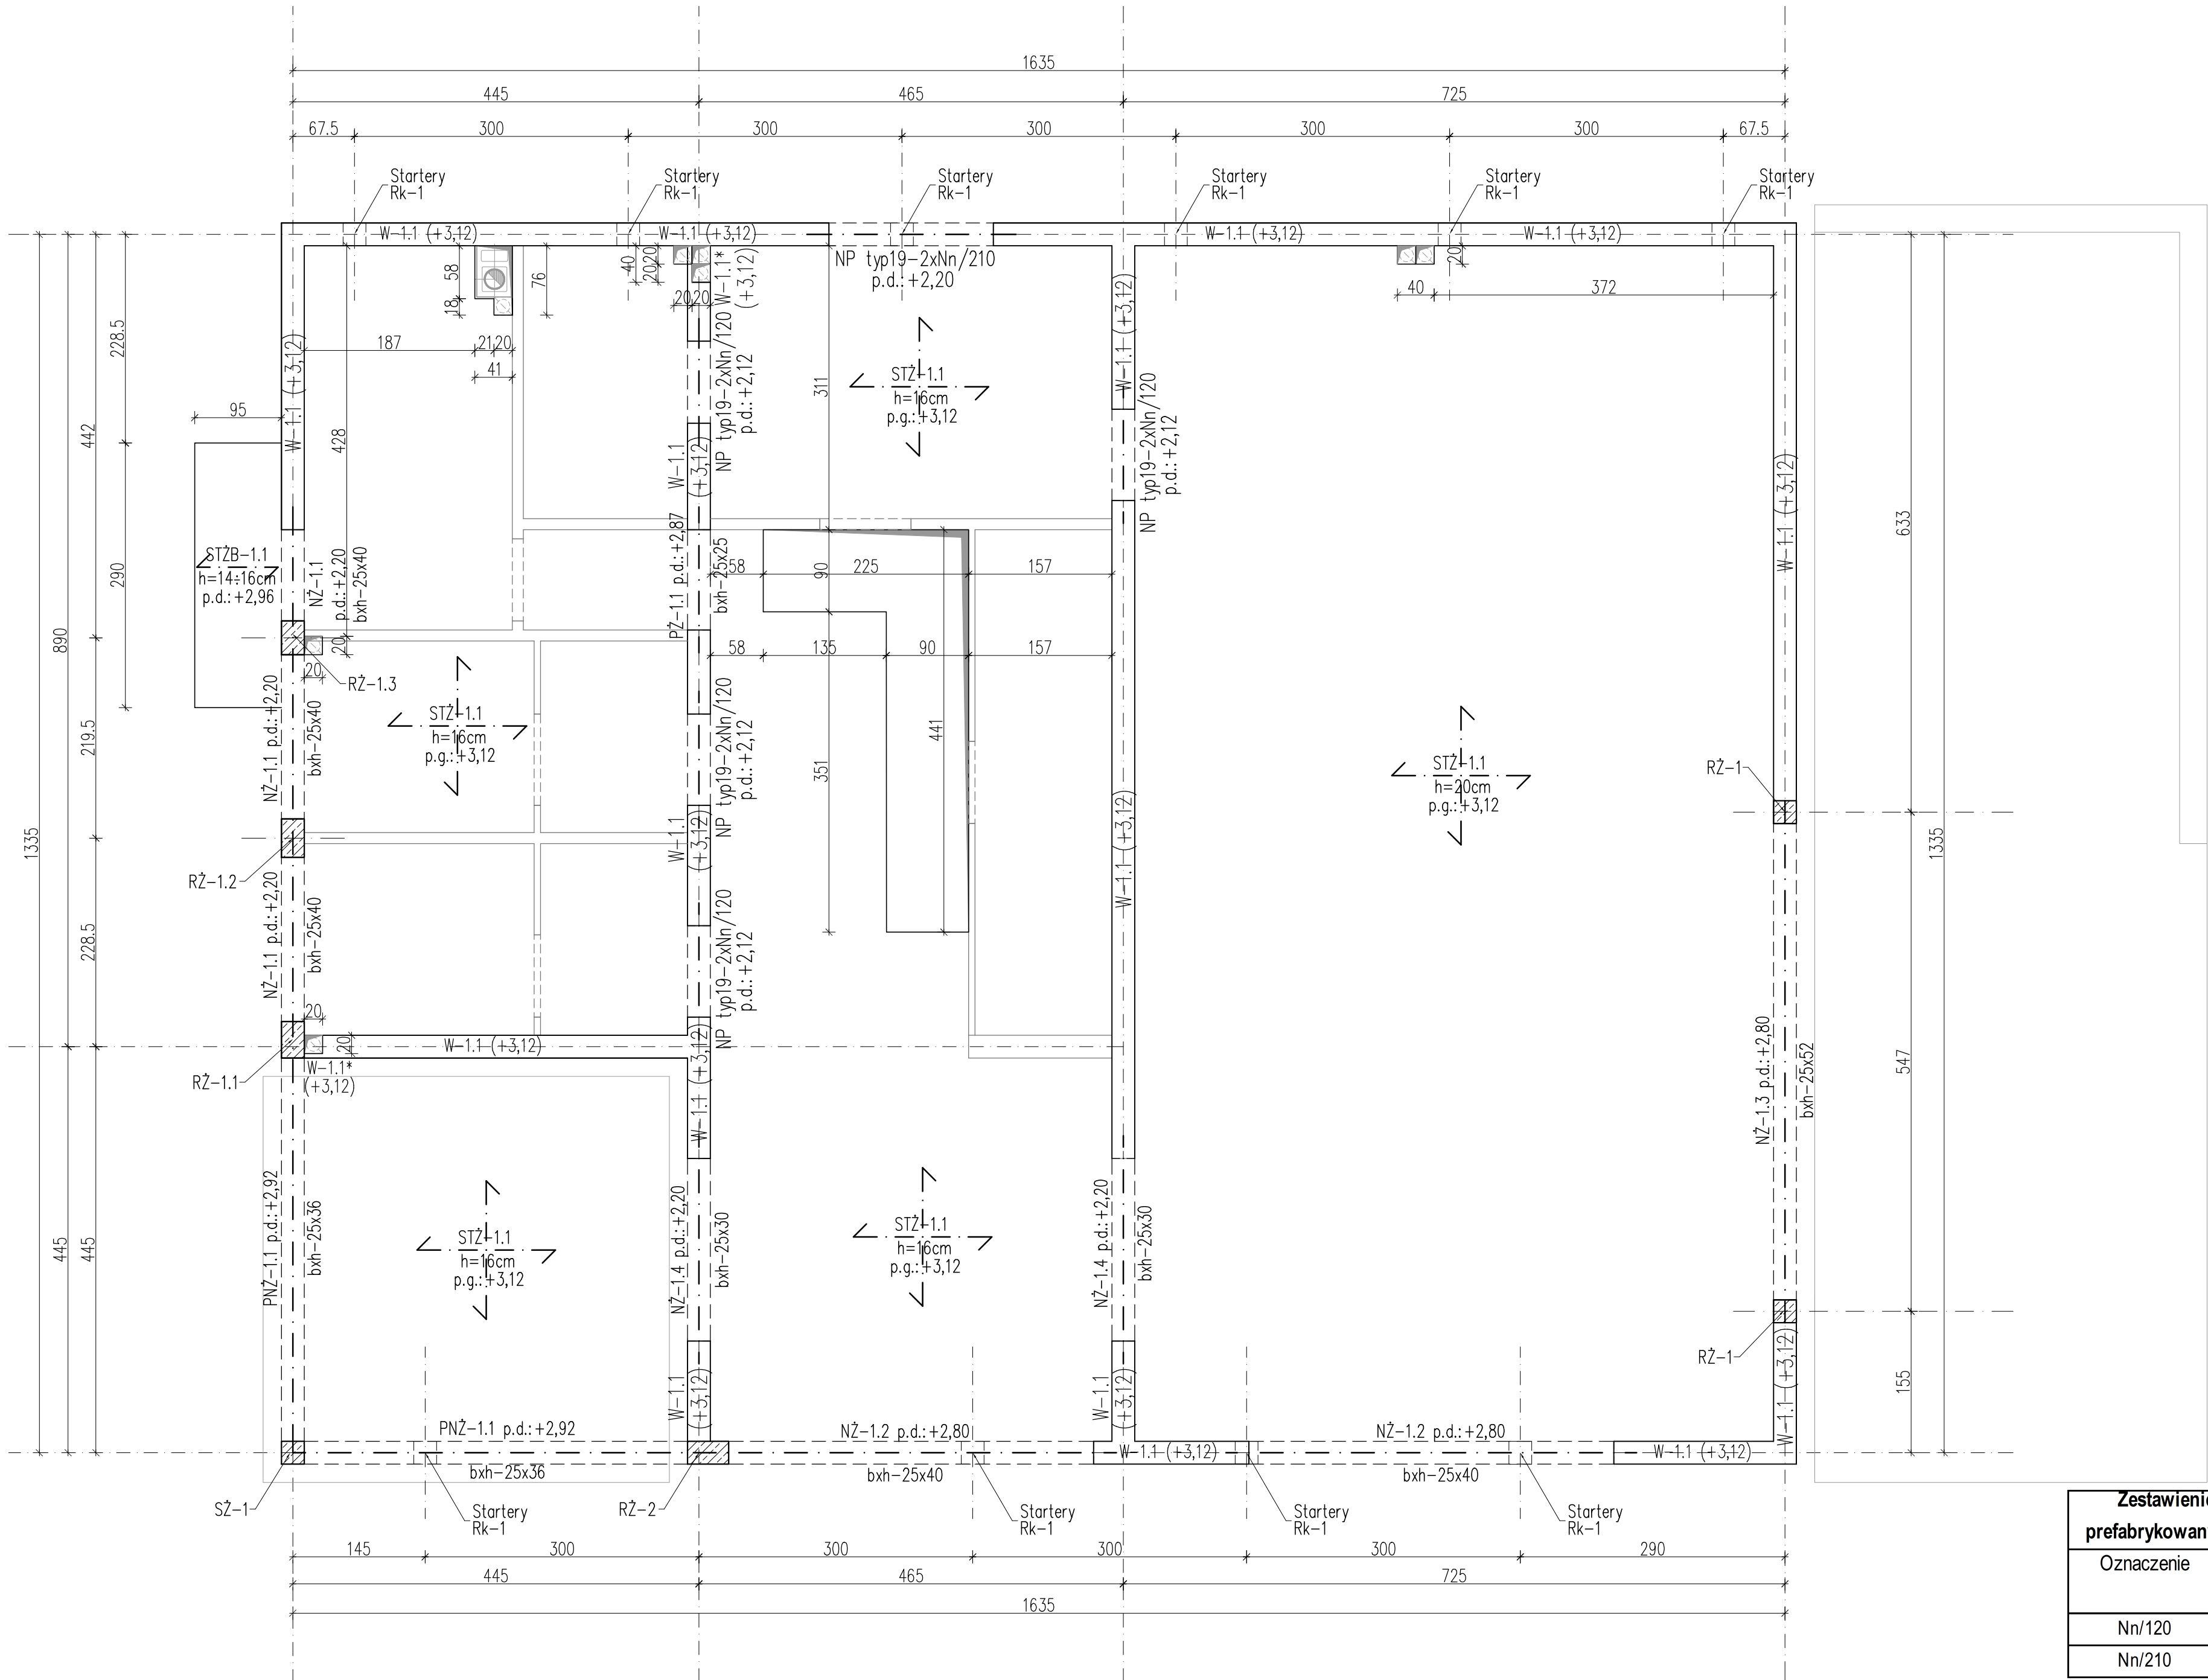 1635
445
465
725
67.5
300
300
300
300
300
67.5
Startery
Rk-1
Startery
Rk-1
Startery
Rk-1
Startery
Rk-1
Startery
Rk-1
Startery
Rk-1
W-1.1 (+3,12)
W-1.1 (+3,12)
W-1.1 (+3,12)
W-1.1 (+3,12)
NP typ19-2xNn/210
p.d.:+2,20
58
18
76
187
21
20
41
428
40
20
20
20
20
W-1.1*
(+3,12)
NP typ19-2xNn/120
p.d.:+2,12
311
STŻ-1.1
h=16cm
p.g.:+3,12
W-1.1 (+3,12)
NP typ19-2xNn/120
p.d.:+2,12
20
40
372
W-1.1 (+3,12)
95
228.5
442
290
890
1335
219.5
228.5
445
445
W-1.1 (+3,12)
STŻB-1.1
h=14÷16cm
p.d.:+2,96
NŻ-1.1
p.d.:+2,20
bxh-25x40
W-1.1
(+3,12)
PŻ-1.1 p.d.:+2,87
bxh-25x25
58
225
157
90
58
135
90
157
441
351
20
20
RŻ-1.3
NŻ-1.1 p.d.:+2,20
bxh-25x40
STŻ-1.1
h=16cm
p.g.:+3,12
NP typ19-2xNn/120
p.d.:+2,12
W-1.1
(+3,12)
RŻ-1.2
NŻ-1.1 p.d.:+2,20
bxh-25x40
NP typ19-2xNn/120
p.d.:+2,12
W-1.1 (+3,12)
STŻ-1.1
h=20cm
p.g.:+3,12
RŻ-1
633
1335
547
155
20
20
W-1.1 (+3,12)
W-1.1*
(+3,12)
RŻ-1.1
W-1.1 (+3,12)
NŻ-1.3 p.d.:+2,80
bxh-25x52
PNŻ-1.1 p.d.:+2,92
bxh-25x36
STŻ-1.1
h=16cm
p.g.:+3,12
NŻ-1.4 p.d.:+2,20
bxh-25x30
STŻ-1.1
h=16cm
p.g.:+3,12
NŻ-1.4 p.d.:+2,20
bxh-25x30
RŻ-1
W-1.1 (+3,12)
W-1.1
(+3,12)
W-1.1
(+3,12)
PNŻ-1.1 p.d.:+2,92
bxh-25x36
NŻ-1.2 p.d.:+2,80
bxh-25x40
W-1.1 (+3,12)
NŻ-1.2 p.d.:+2,80
bxh-25x40
W-1.1 (+3,12)
SŻ-1
Startery
Rk-1
RŻ-2
Startery
Rk-1
Startery
Rk-1
Startery
Rk-1
145
300
300
300
300
290
445
465
725
1635
Zestawienie
prefabrykowan
Oznaczenie
Nn/120
Nn/210